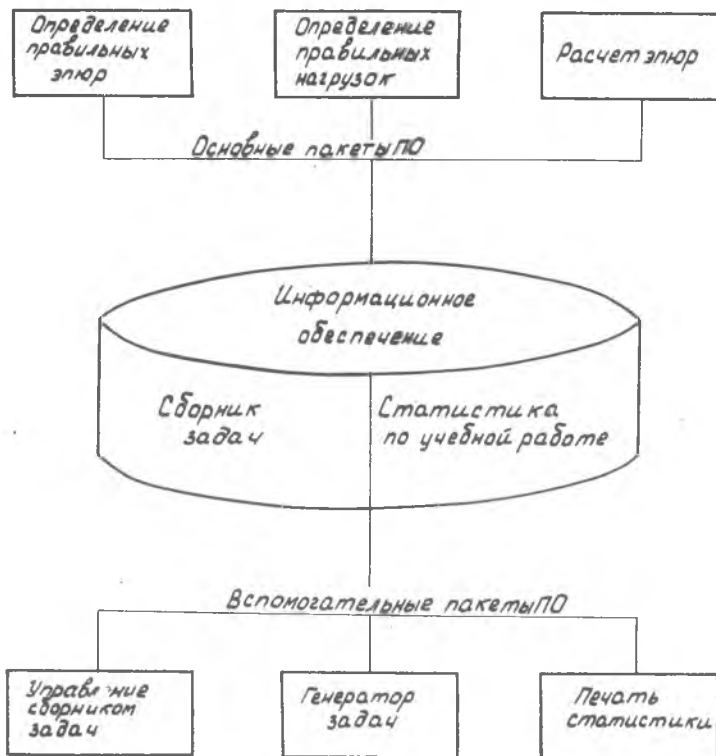 Определение
правильных
эпюр
Определение
правильных
нагрузок
Расчет эпюр
Основные пакеты ПО
Информационное
обеспечение
Сборник
задач
Статистика
по учебной работе
Вспомогательные пакеты ПО
Управление
сборником
задач
Генератор
задач
Печать
статистики